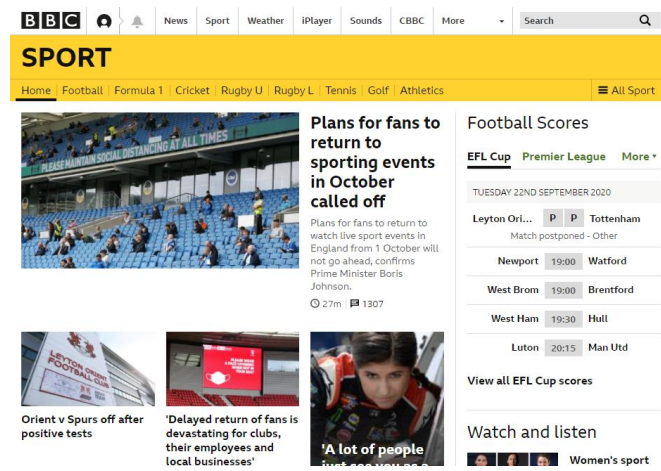 BBC
News
Sport
Weather
iPlayer
Sounds
CBBC
More
Search
SPORT
Home
Football
Formula 1
Cricket
Rugby U
Rugby L
Tennis
Golf
Athletics
All Sport
PLEASE MAINTAIN SOCIAL DISTANCING AT ALL TIMES
Plans for fans to
return to
sporting events
in October
called off
Plans for fans to return to
watch live sport events in
England from 1 October will
not go ahead, confirms
Prime Minister Boris
Johnson.
27m
1307
LEYTON ORIENT
FOOTBALL CLUB
Orient v Spurs off after
positive tests
'Delayed return of fans is
devastating for clubs,
their employees and
local businesses'
'A lot of people
just see you as a
Football Scores
EFL Cup
Premier League
More
TUESDAY 22ND SEPTEMBER 2020
Leyton Ori... P P Tottenham
Match postponed - Other
Newport 19:00 Watford
West Brom 19:00 Brentford
West Ham 19:30 Hull
Luton 20:15 Man Utd
View all EFL Cup scores
Watch and listen
Women's sport